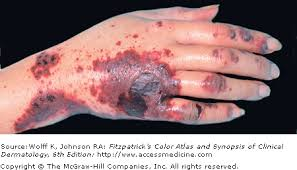 Source: Wolff K, Johnson RA: Fitzpatrick's Color Atlas and Synopsis of Clinical
Dermatology, 6th Edition: http://www.accessmedicine.com
Copyright © The McGraw-Hill Companies, Inc. All rights reserved.